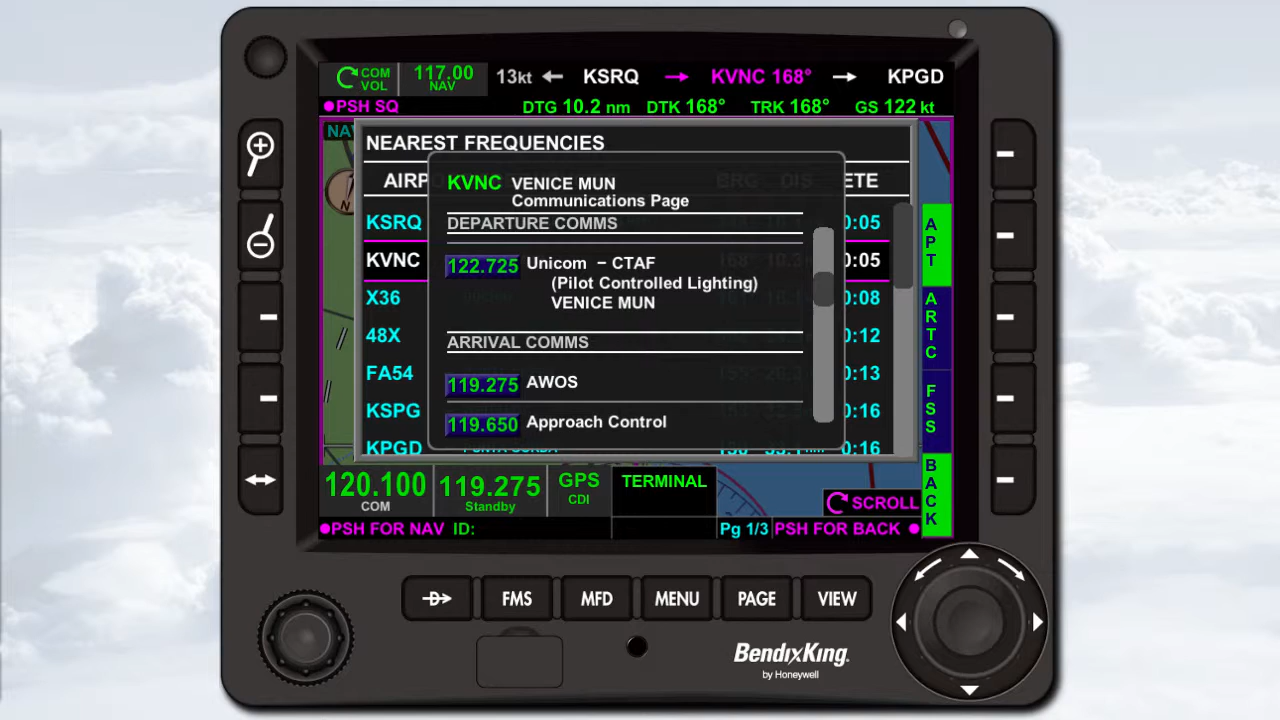 COM
VOL
117.00
NAV
13kt ← KSRQ → KVNC 168° → KPGD
PSH SQ
DTG 10.2 nm DTK 168° TRK 168° GS 122 kt
NEAREST FREQUENCIES
ETE
KVNC VENICE MUN
Communications Page
DEPARTURE COMMS
122.725 Unicom – CTAF
(Pilot Controlled Lighting)
VENICE MUN
ARRIVAL COMMS
119.275 AWOS
119.650 Approach Control
KSRQ 0:05
KVNC 0:05
X36 0:08
48X 0:12
FA54 0:13
KSPG 0:16
KPGD 0:16
APT
ARTC
FSS
BACK
N
120.100
COM
119.275
Standby
GPS
CDI
TERMINAL
SCROLL
PSH FOR NAV ID:
Pg 1/3 PSH FOR BACK
D FMS MFD MENU PAGE VIEW
BendixKing.
by Honeywell